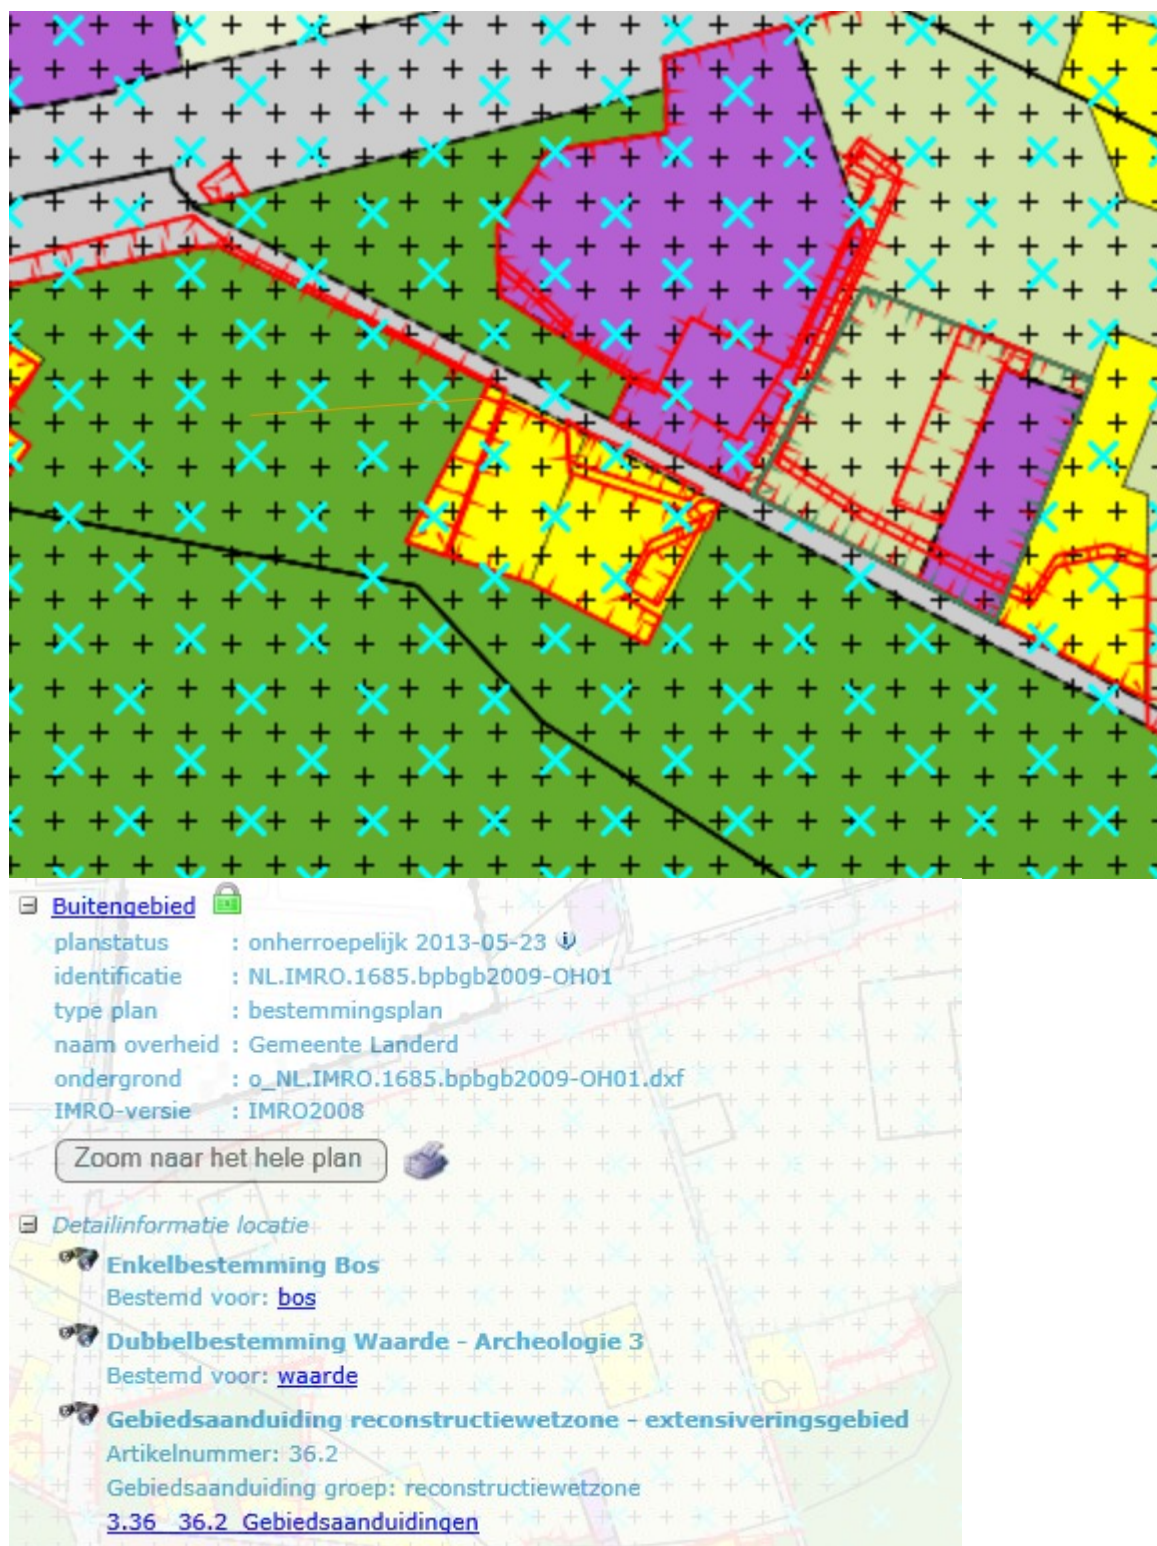 Buitengebied
planstatus : onherroepelijk 2013-05-23
identificatie : NL.IMRO.1685.bpbgb2009-OH01
type plan : bestemmingsplan
naam overheid : Gemeente Landerd
ondergrond : o_NL.IMRO.1685.bpbgb2009-OH01.dxf
IMRO-versie : IMRO2008
Zoom naar het hele plan
Detailinformatie locatie
Enkelbestemming Bos
Bestemd voor: bos
Dubbelbestemming Waarde - Archeologie 3
Bestemd voor: waarde
Gebiedsaanduiding reconstructiewetzone - extensiveringsgebied
Artikelnummer: 36.2
Gebiedsaanduiding groep: reconstructiewetzone
3.36 36.2 Gebiedsaanduidingen